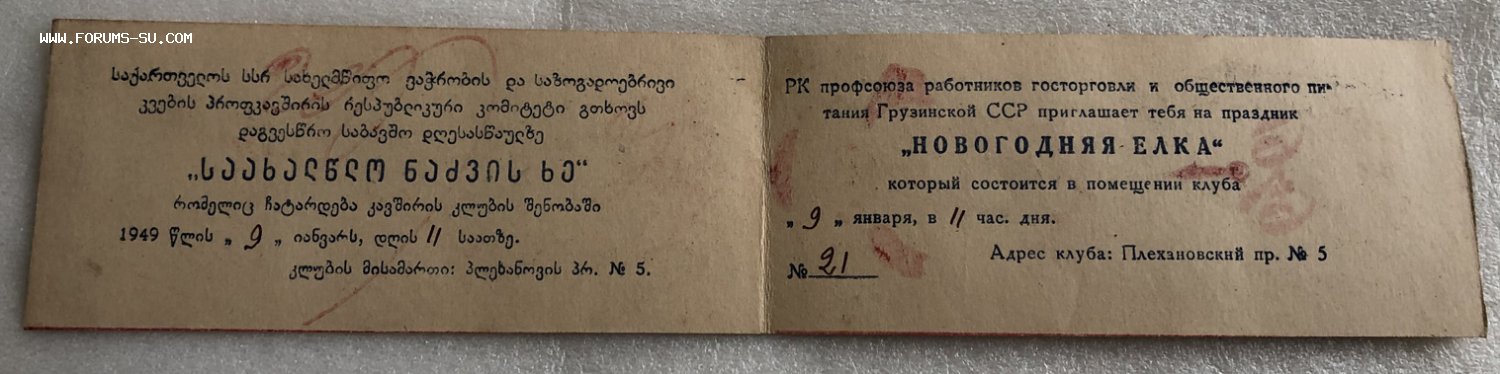 www.forums-su.com
საქართველოს სსრ სახელმწიფო ვაჭრობის და საზოგადოებრივი
კვების პროფკავშირის რესპუბლიკური კომიტეტი გთხოვს
დაგვესწრო საბავშო დღესასწაულზე
„საახალწლო ნაძვის ხე“
რომელიც ჩატარდება კავშირის კლუბის შენობაში
1949 წლის „ 9 „ იანვარს, დღის 11 საათზე.
კლუბის მისამართი: პლეხანოვის პრ. № 5.
РК профсоюза работников госторговли и общественного пи-
тания Грузинской ССР приглашает тебя на праздник
„НОВОГОДНЯЯ ЕЛКА“
который состоится в помещении клуба
„ 9 „ января, в 11 час. дня.
Адрес клуба: Плехановский пр. № 5
№ 21